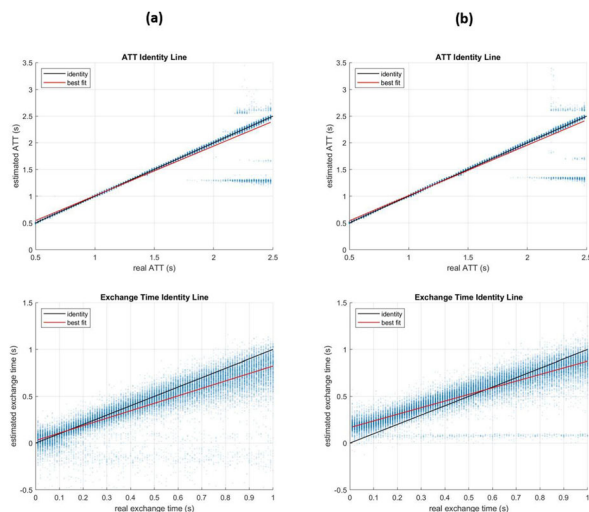 (a)
(b)
ATT Identity Line
identity
best fit
estimated ATT (s)
3.5
3
2.5
2
1.5
1
0.5
0
0.5
1
1.5
2
2.5
real ATT (s)
ATT Identity Line
identity
best fit
estimated ATT (s)
3.5
3
2.5
2
1.5
1
0.5
0
0.5
1
1.5
2
2.5
real ATT (s)
Exchange Time Identity Line
identity
best fit
estimated exchange time (s)
1.5
1
0.5
0
-0.5
0
0.1
0.2
0.3
0.4
0.5
0.6
0.7
0.8
0.9
1
real exchange time (s)
Exchange Time Identity Line
identity
best fit
estimated exchange time (s)
1.5
1
0.5
0
-0.5
0
0.1
0.2
0.3
0.4
0.5
0.6
0.7
0.8
0.9
1
real exchange time (s)